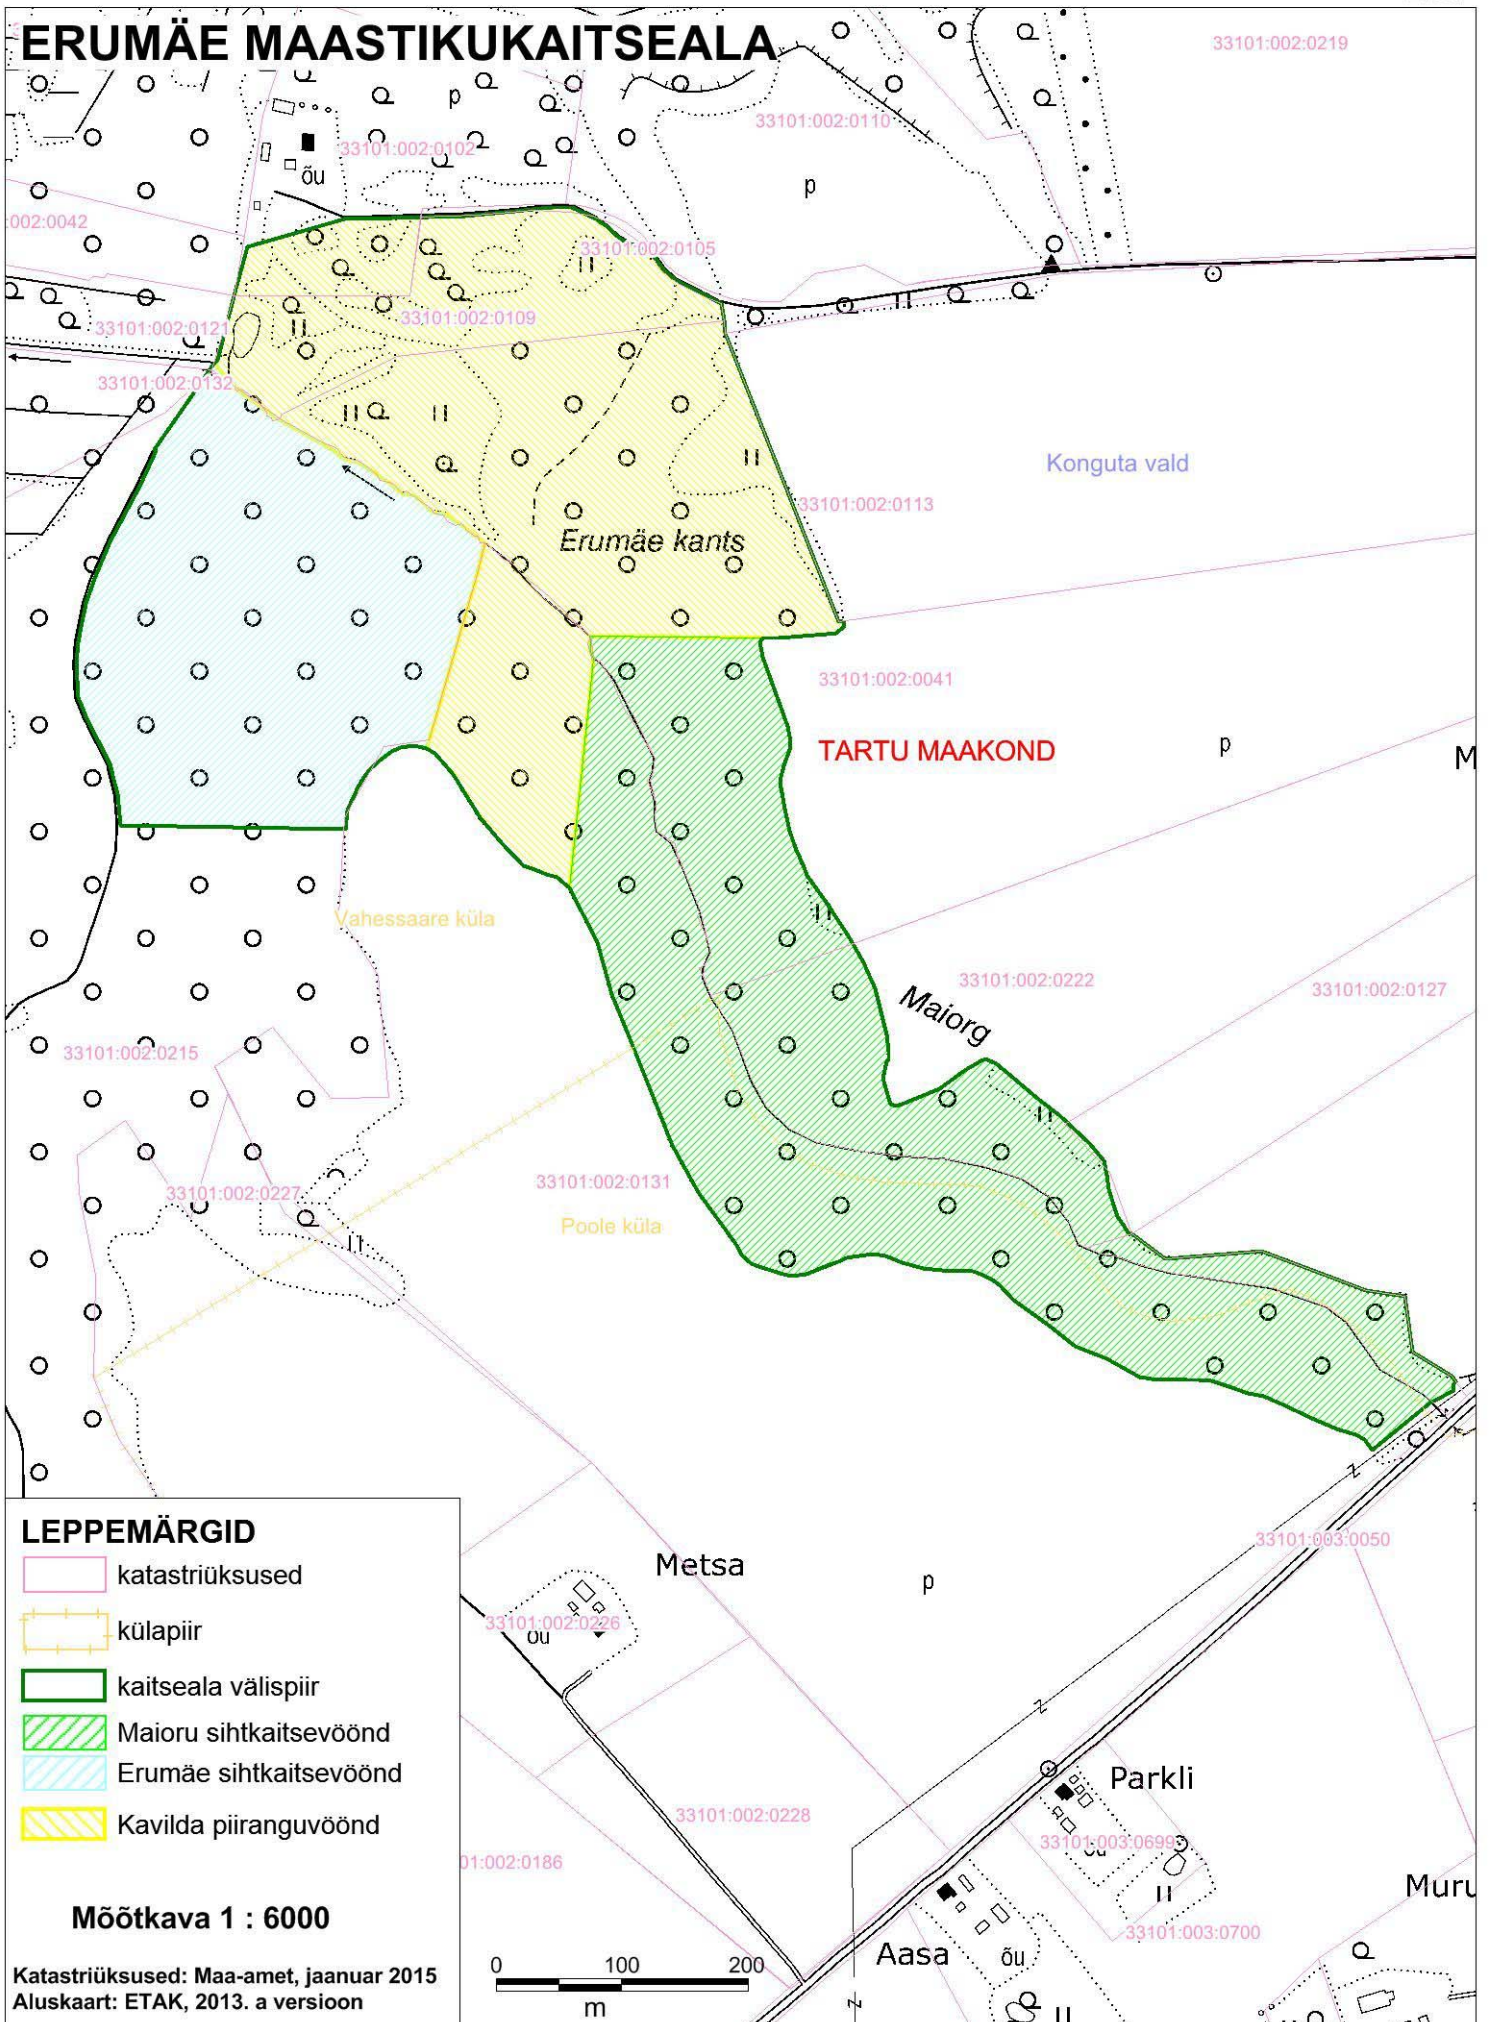 ERUMÄE MAASTIKUKAITSEALA
33101:002:0219
p
33101:002:0110
33101:002:0102
õu
p
:002:0042
33101:002:0105
33101:002:0121
33101:002:0109
33101:002:0132
Konguta vald
33101:002:0113
Erumäe kants
33101:002:0041
TARTU MAAKOND
p
M
Vahessaare küla
33101:002:0222
33101:002:0127
Maiorg
33101:002:0215
33101:002:0131
33101:002:0227
Poole küla
33101:003:0050
Metsa
p
33101:002:0226
õu
LEPPEMÄRGID
katastriüksused
külapiir
kaitseala välispiir
Maioru sihtkaitsevöönd
Erumäe sihtkaitsevöönd
Kavilda piiranguvöönd
Parkli
33101:002:0228
33101:003:0699
õu
01:002:0186
Muru
Mõõtkava 1 : 6000
33101:003:0700
Aasa
õu
Katastriüksused: Maa-amet, jaanuar 2015
Aluskaart: ETAK, 2013. a versioon
0 100 200
m